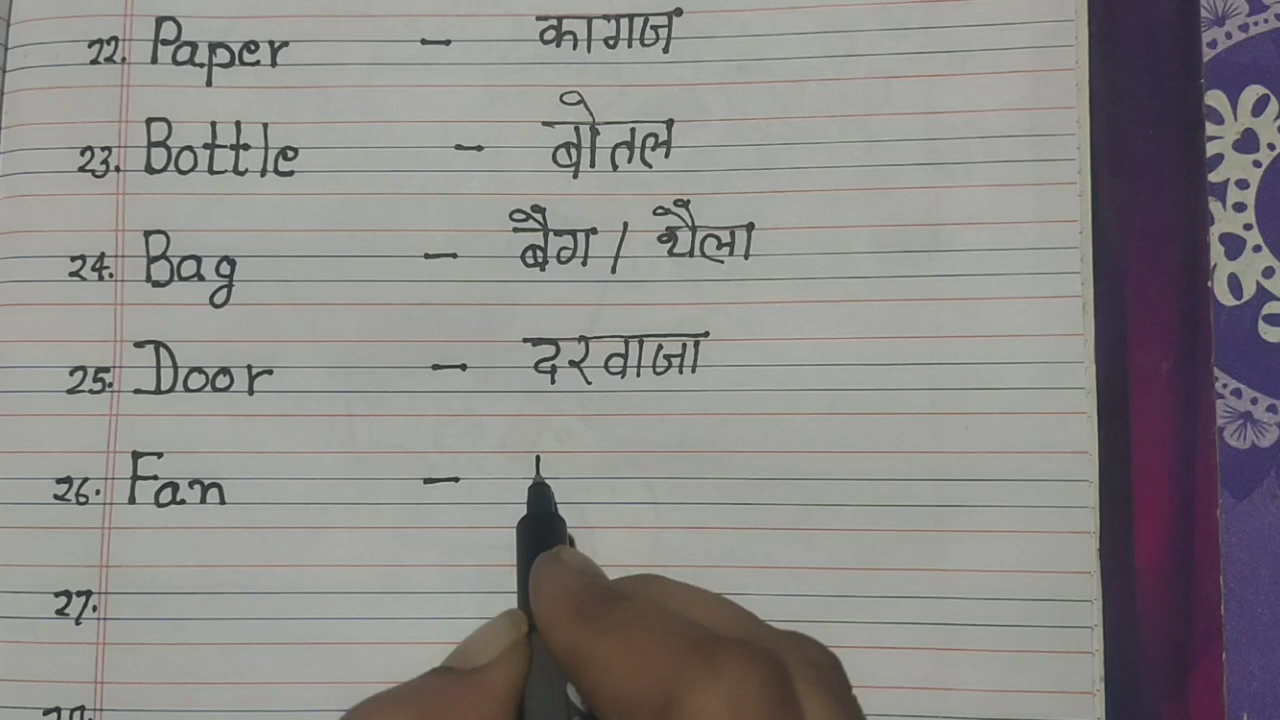 22. Paper - कागज
23. Bottle - बोतल
24. Bag - बैग / थैला
25. Door - दरवाजा
26. Fan -
27.